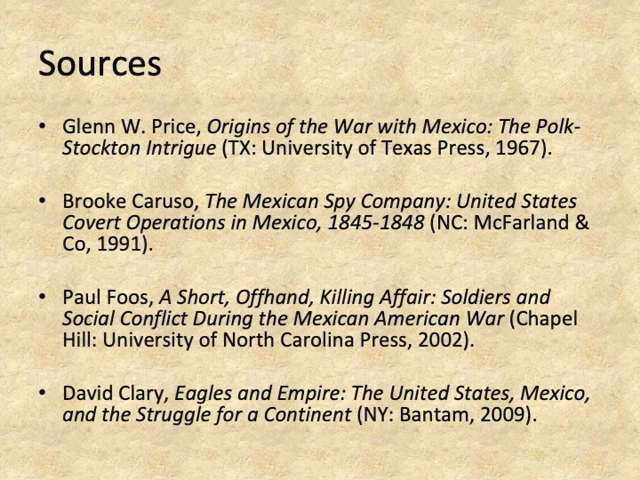 Sources
• Glenn W. Price, Origins of the War with Mexico: The Polk-
Stockton Intrigue (TX: University of Texas Press, 1967).
• Brooke Caruso, The Mexican Spy Company: United States
Covert Operations in Mexico, 1845-1848 (NC: McFarland &
Co, 1991).
• Paul Foos, A Short, Offhand, Killing Affair: Soldiers and
Social Conflict During the Mexican American War (Chapel
Hill: University of North Carolina Press, 2002).
• David Clary, Eagles and Empire: The United States, Mexico,
and the Struggle for a Continent (NY: Bantam, 2009).